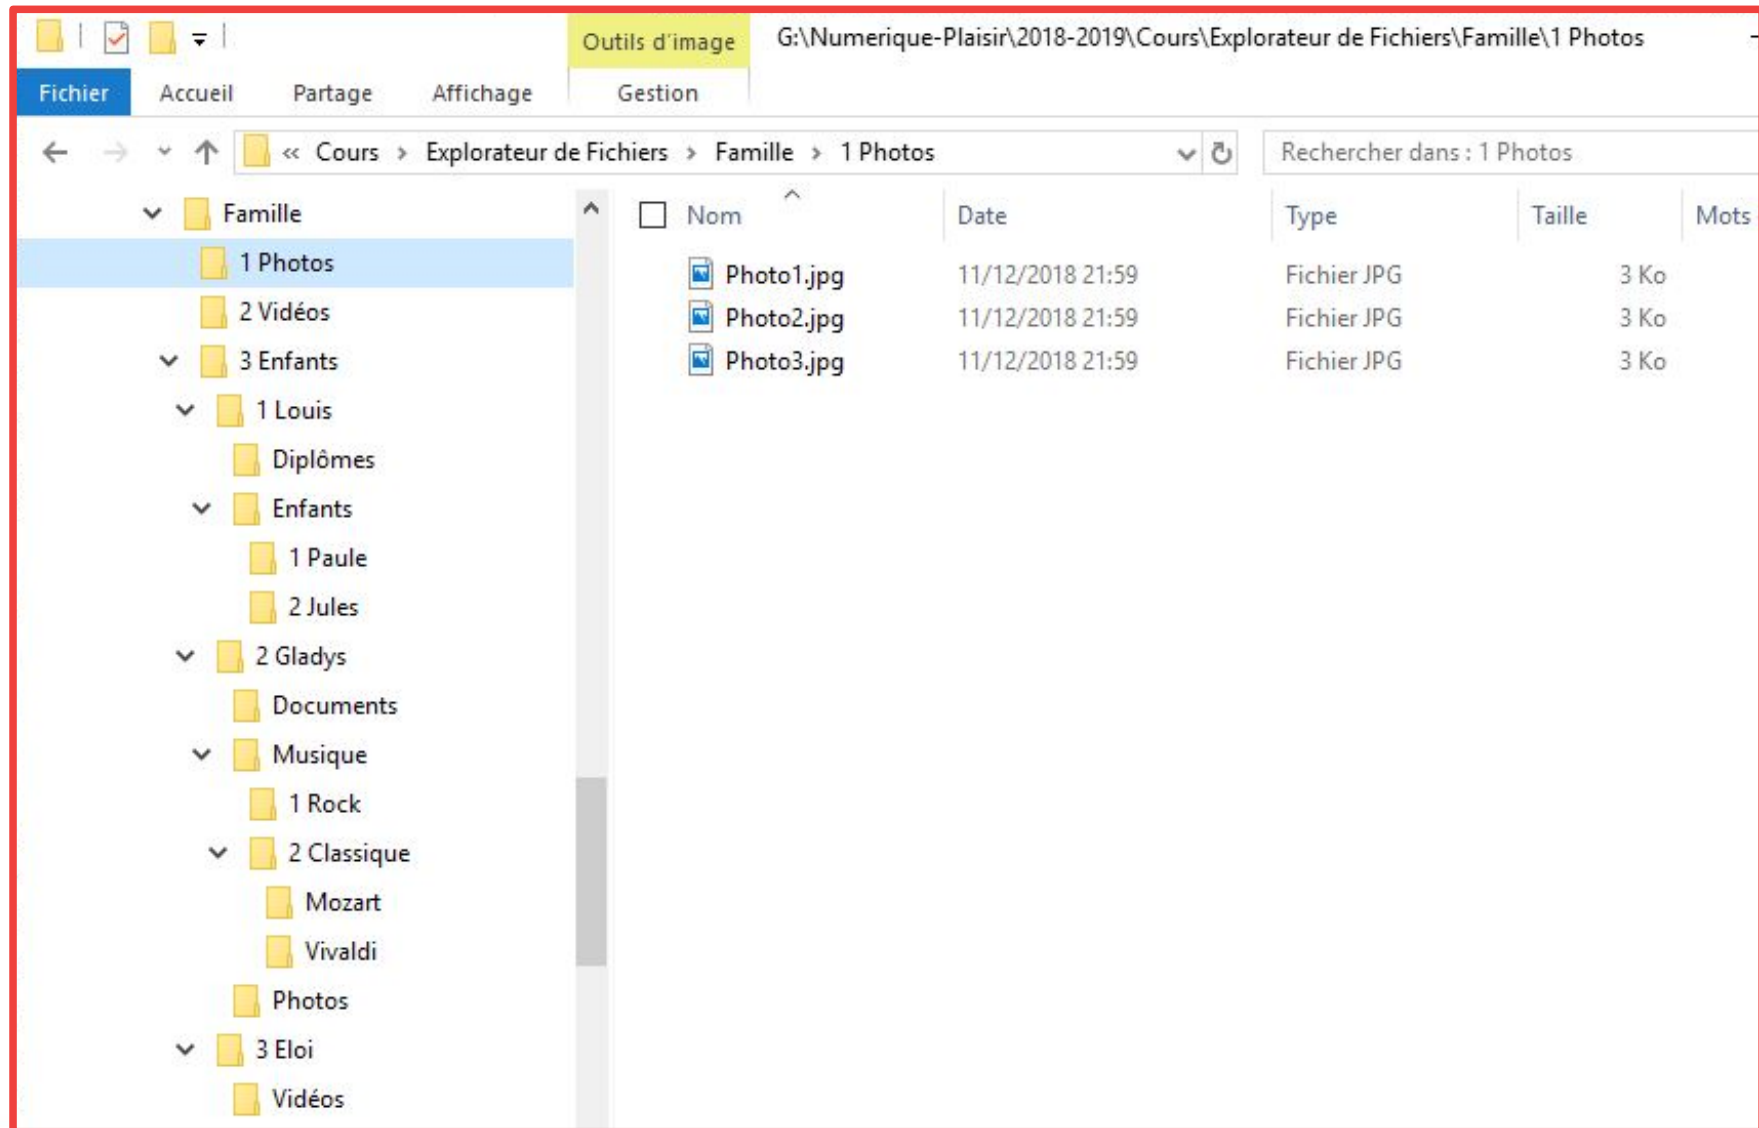 Outils d'image G:\Numerique-Plaisir\2018-2019\Cours\Explorateur de Fichiers\Famille\1 Photos
Fichier Accueil Partage Affichage Gestion
« Cours > Explorateur de Fichiers > Famille > 1 Photos Rechercher dans : 1 Photos
Nom Date Type Taille Mots
Photo1.jpg 11/12/2018 21:59 Fichier JPG 3 Ko
Photo2.jpg 11/12/2018 21:59 Fichier JPG 3 Ko
Photo3.jpg 11/12/2018 21:59 Fichier JPG 3 Ko
Famille
1 Photos
2 Vidéos
3 Enfants
1 Louis
Diplômes
Enfants
1 Paule
2 Jules
2 Gladys
Documents
Musique
1 Rock
2 Classique
Mozart
Vivaldi
Photos
3 Eloi
Vidéos